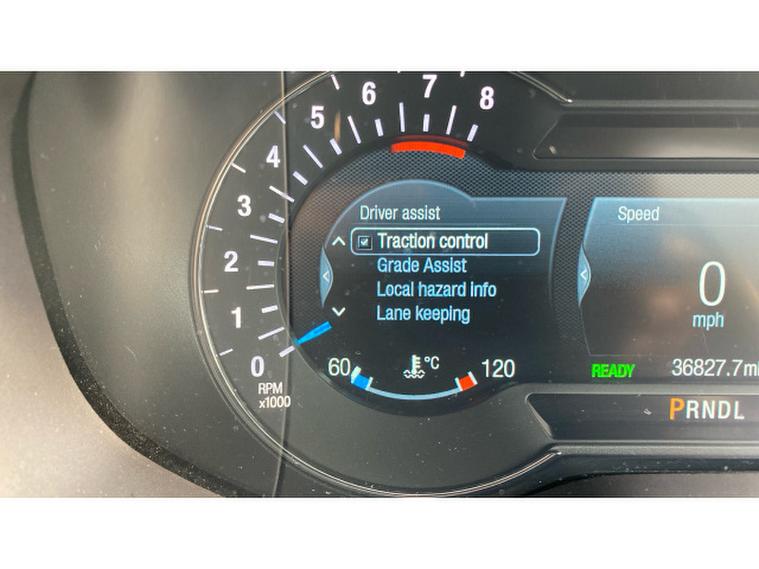 8
7
6
5
4
3
2
1
0
RPM
x1000
Driver assist
Traction control
Grade Assist
Local hazard info
Lane keeping
60 °C 120
Speed
0
mph
READY 36827.7mi
PRNDL